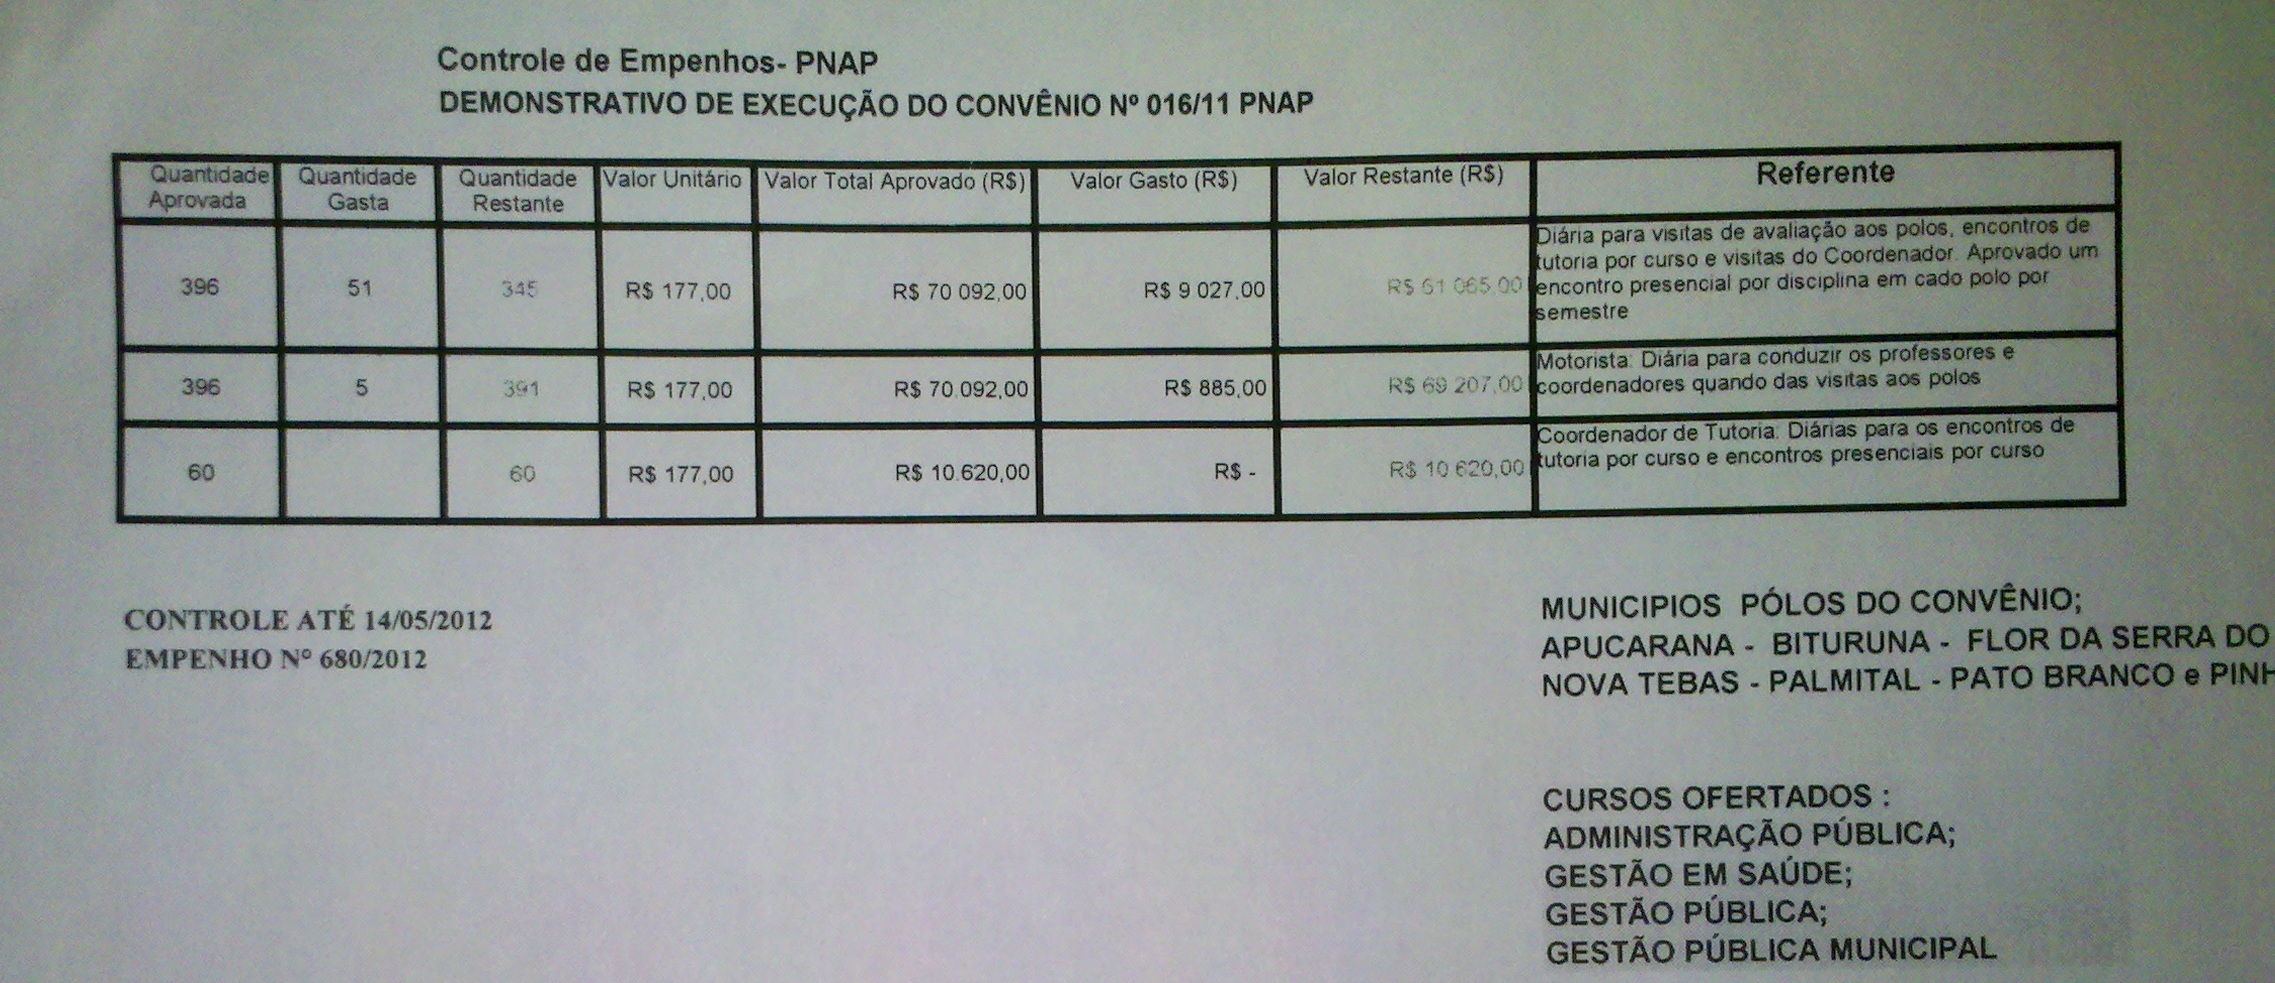 Controle de Empenhos- PNAP
DEMONSTRATIVO DE EXECUÇÃO DO CONVÊNIO Nº 016/11 PNAP
Quantidade Aprovada Quantidade Gasta Quantidade Restante Valor Unitário Valor Total Aprovado (R$) Valor Gasto (R$) Valor Restante (R$) Referente
396 51 345 R$ 177,00 R$ 70.092,00 R$ 9.027,00 R$ 61.065,00
Diária para visitas de avaliação aos polos, encontros de
tutoria por curso e visitas do Coordenador. Aprovado um
encontro presencial por disciplina em cado polo por
semestre
396 5 391 R$ 177,00 R$ 70.092,00 R$ 885,00 R$ 69.207,00
Motorista: Diária para conduzir os professores e
coordenadores quando das visitas aos polos
60 60 R$ 177,00 R$ 10.620,00 R$ - R$ 10.620,00
Coordenador de Tutoria: Diárias para os encontros de
tutoria por curso e encontros presenciais por curso
CONTROLE ATÉ 14/05/2012
EMPENHO Nº 680/2012
MUNICIPIOS PÓLOS DO CONVÊNIO;
APUCARANA - BITURUNA - FLOR DA SERRA DO
NOVA TEBAS - PALMITAL - PATO BRANCO e PINH
CURSOS OFERTADOS :
ADMINISTRAÇÃO PÚBLICA;
GESTÃO EM SAÚDE;
GESTÃO PÚBLICA;
GESTÃO PÚBLICA MUNICIPAL